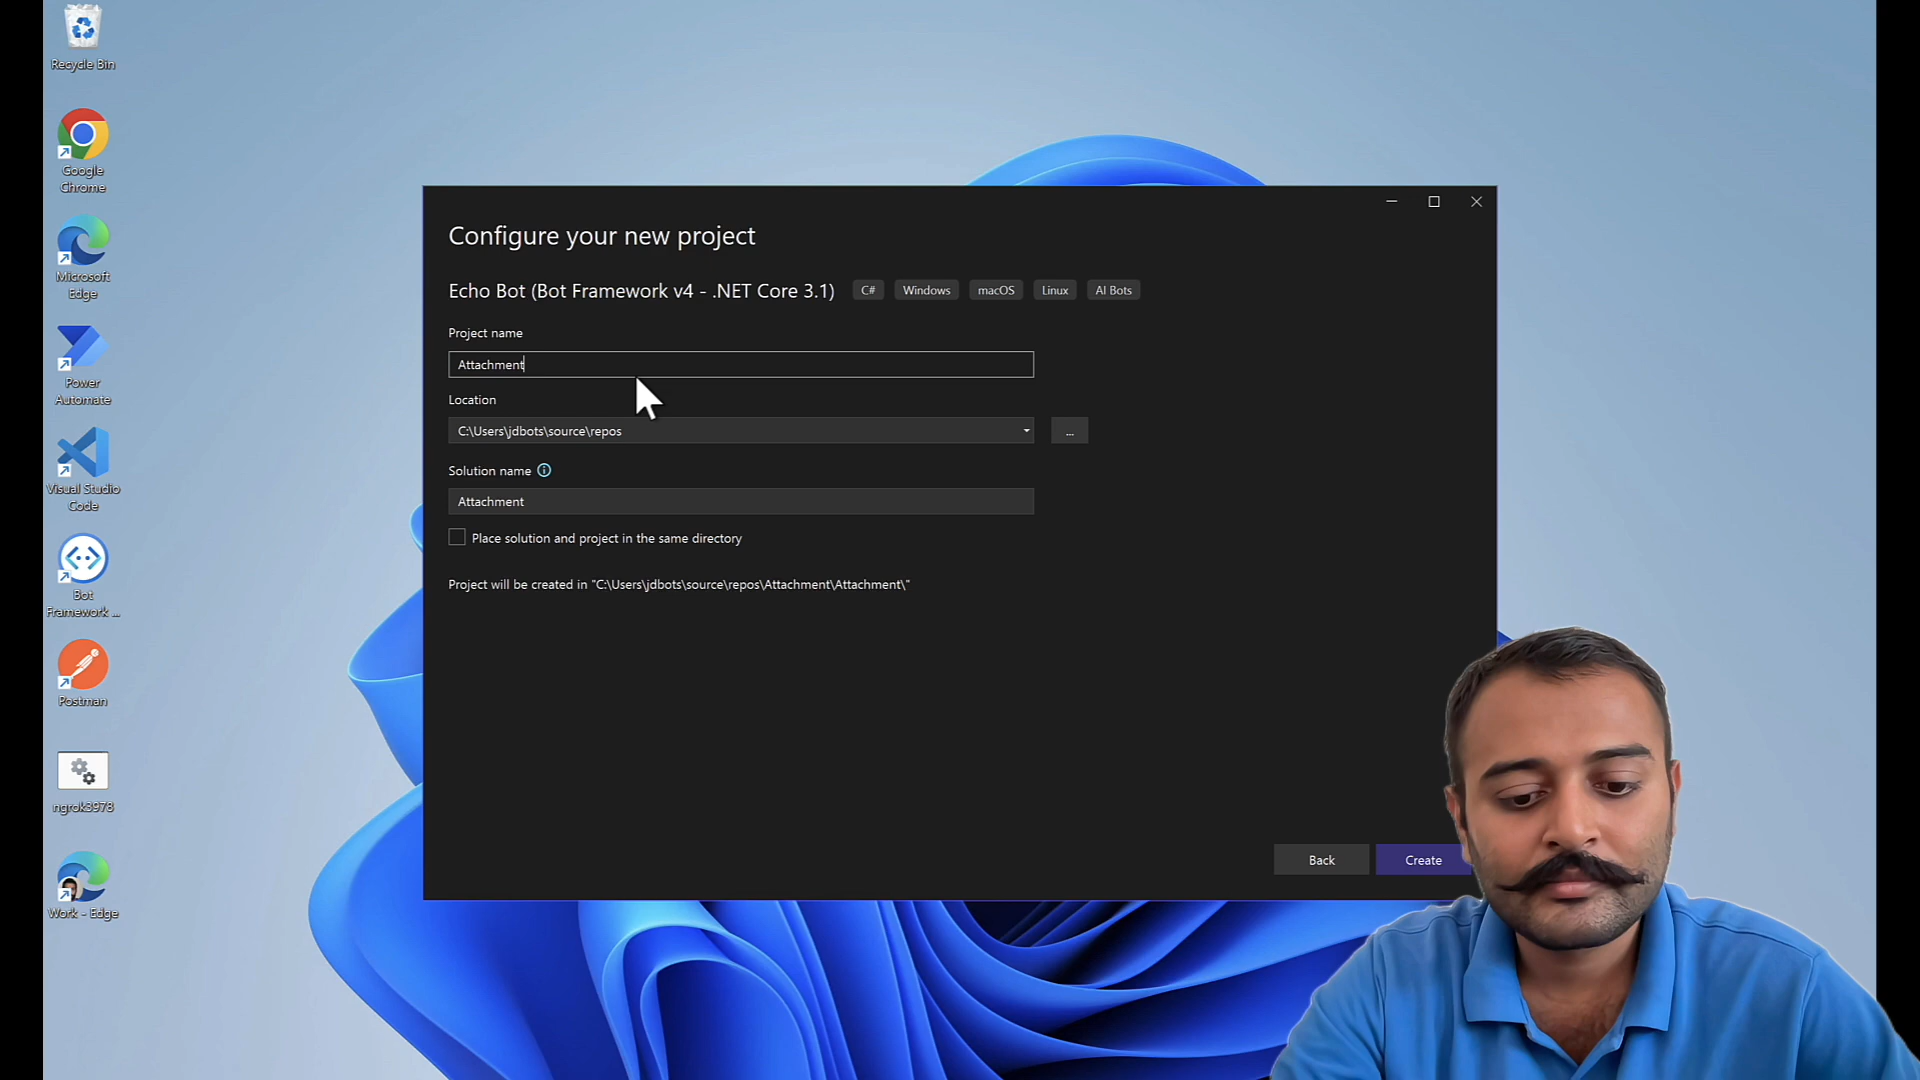 Recycle Bin
Google
Chrome
Microsoft
Edge
Power
Automate
Visual Studio
Code
Bot
Framework ...
Postman
ngrok3978
Work - Edge
Configure your new project
Echo Bot (Bot Framework v4 - .NET Core 3.1) C# Windows macOS Linux AI Bots
Project name
Attachment
Location
C:\Users\jdbots\source\repos
...
Solution name
Attachment
Place solution and project in the same directory
Project will be created in "C:\Users\jdbots\source\repos\Attachment\Attachment\"
Back
Create